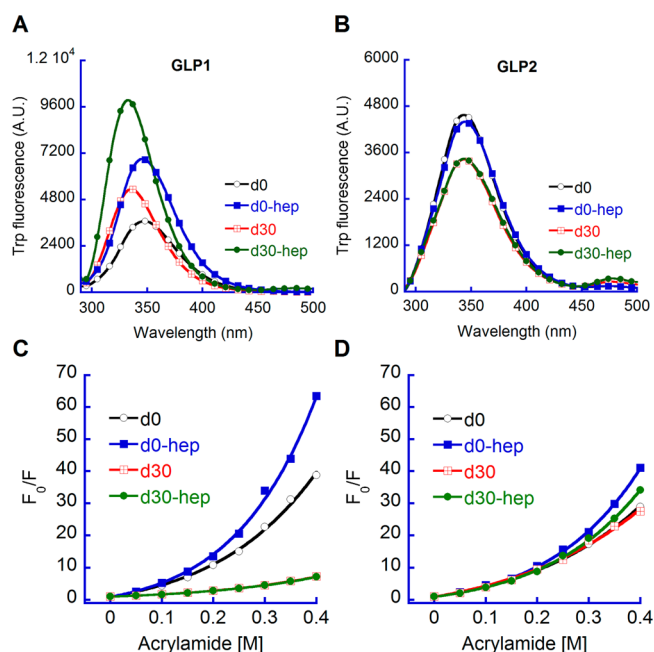 A
B
1.2 10⁴
GLP1
9600
7200
4800
2400
0
Trp fluorescence (A.U.)
d0
d0-hep
d30
d30-hep
300 350 400 450 500
Wavelength (nm)
6000
GLP2
4800
3600
2400
1200
0
Trp fluorescence (A.U.)
d0
d0-hep
d30
d30-hep
300 350 400 450 500
Wavelength (nm)
C
D
70
60
50
40
30
20
10
0
F₀/F
d0
d0-hep
d30
d30-hep
0 0.1 0.2 0.3 0.4
Acrylamide [M]
70
60
50
40
30
20
10
0
F₀/F
d0
d0-hep
d30
d30-hep
0 0.1 0.2 0.3 0.4
Acrylamide [M]